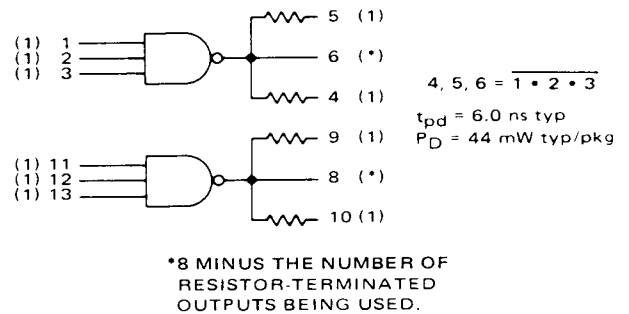 5 (1)
(1) 1
(1) 2
(1) 3
6 (*)
4 (1)
4, 5, 6 = 1 • 2 • 3
tpd = 6.0 ns typ
PD = 44 mW typ/pkg
9 (1)
(1) 11
(1) 12
(1) 13
8 (*)
10 (1)
*8 MINUS THE NUMBER OF
RESISTOR-TERMINATED
OUTPUTS BEING USED.